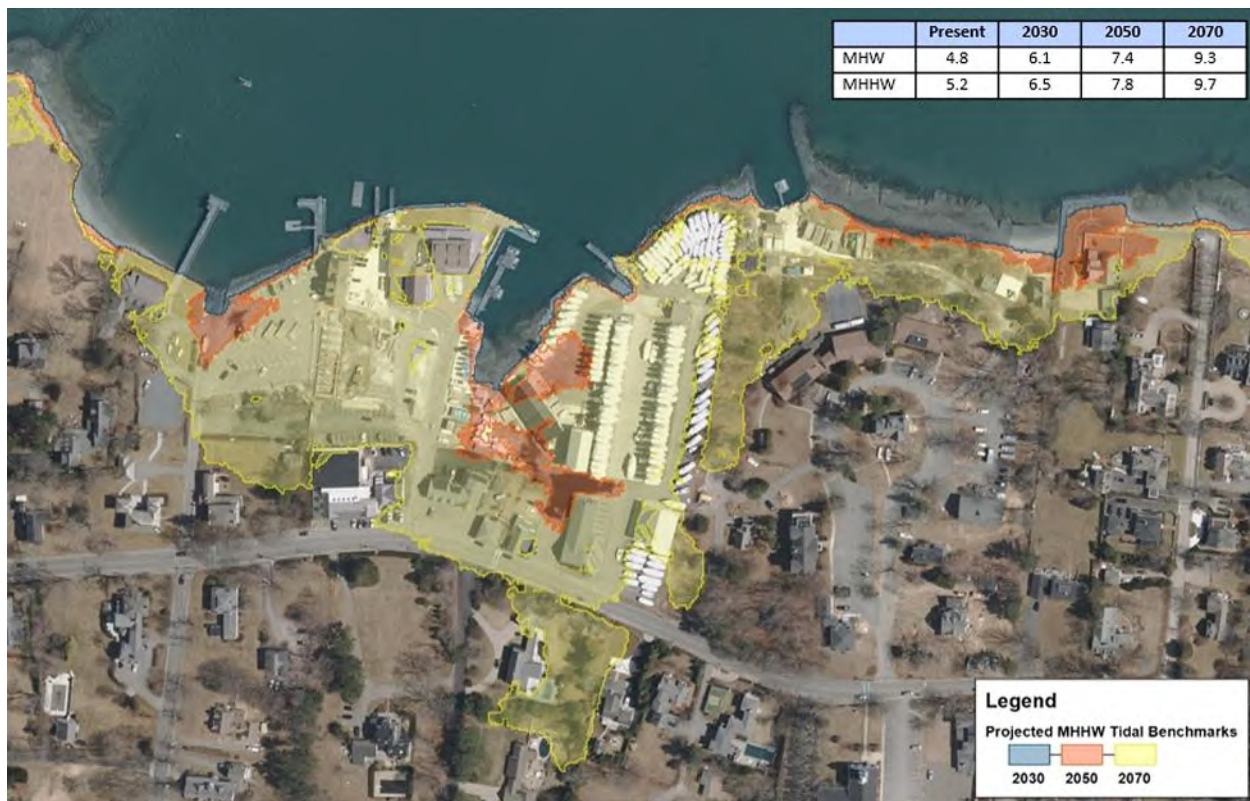 Present 2030 2050 2070
MHW 4.8 6.1 7.4 9.3
MHHW 5.2 6.5 7.8 9.7
Legend
Projected MHHW Tidal Benchmarks
2030 2050 2070